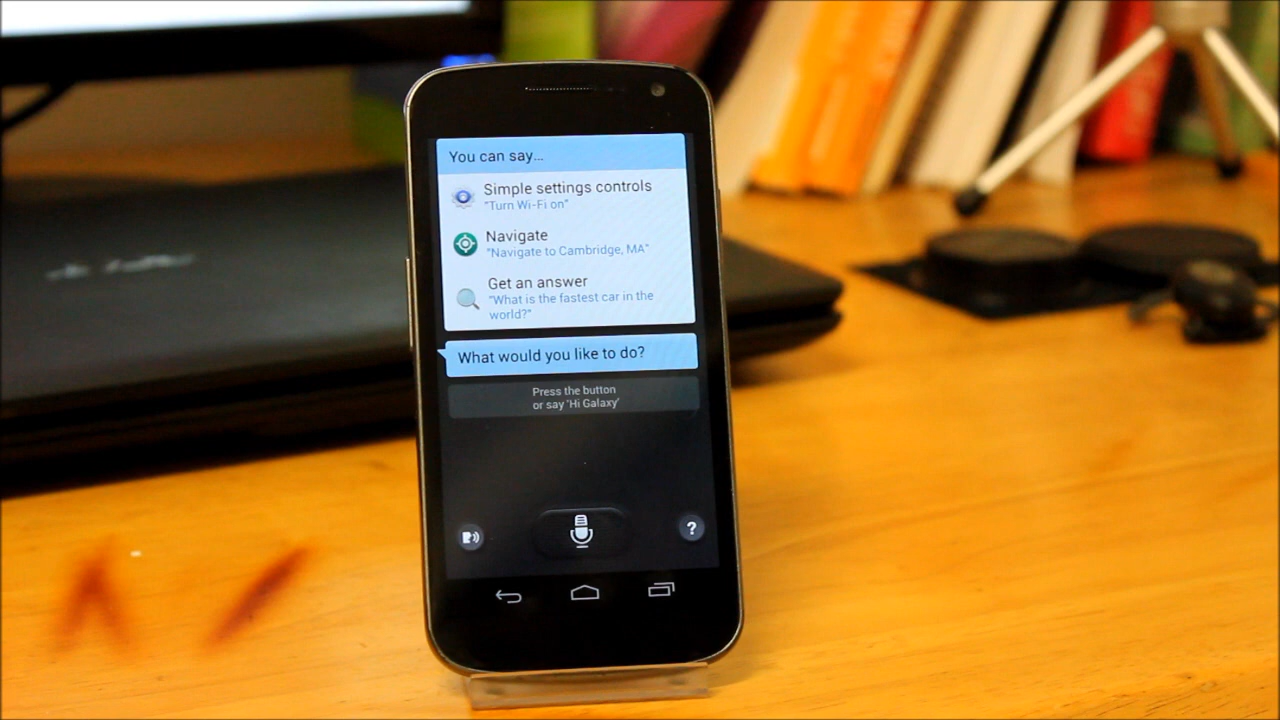 You can say...
Simple settings controls
"Turn Wi-Fi on"
Navigate
"Navigate to Cambridge, MA"
Get an answer
"What is the fastest car in the
world?"
What would you like to do?
Press the button
or say 'Hi Galaxy'
?